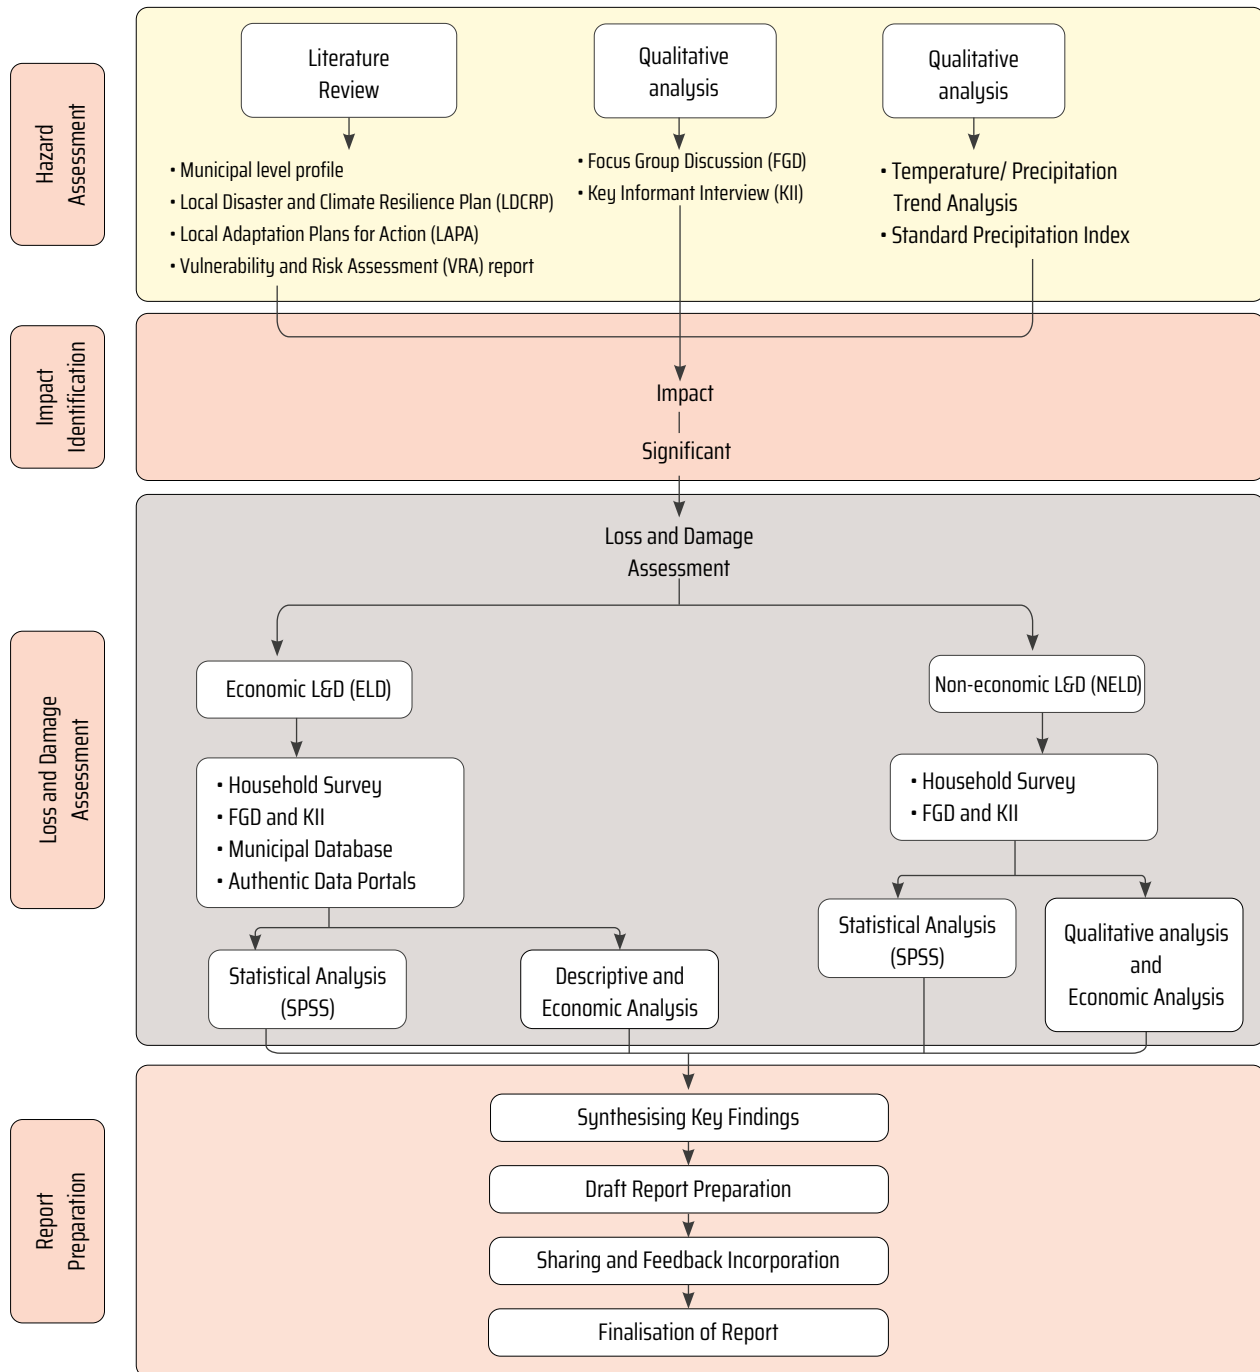 Hazard
Assessment
Literature
Review
• Municipal level profile
• Local Disaster and Climate Resilience Plan (LDCRP)
• Local Adaptation Plans for Action (LAPA)
• Vulnerability and Risk Assessment (VRA) report
Qualitative
analysis
• Focus Group Discussion (FGD)
• Key Informant Interview (KII)
Qualitative
analysis
• Temperature/ Precipitation
Trend Analysis
• Standard Precipitation Index
Impact
Identification
Impact
Significant
Loss and Damage
Assessment
Loss and Damage
Assessment
Economic L&D (ELD)
• Household Survey
• FGD and KII
• Municipal Database
• Authentic Data Portals
Statistical Analysis
(SPSS)
Descriptive and
Economic Analysis
Non-economic L&D (NELD)
• Household Survey
• FGD and KII
Statistical Analysis
(SPSS)
Qualitative analysis
and
Economic Analysis
Report
Preparation
Synthesising Key Findings
Draft Report Preparation
Sharing and Feedback Incorporation
Finalisation of Report